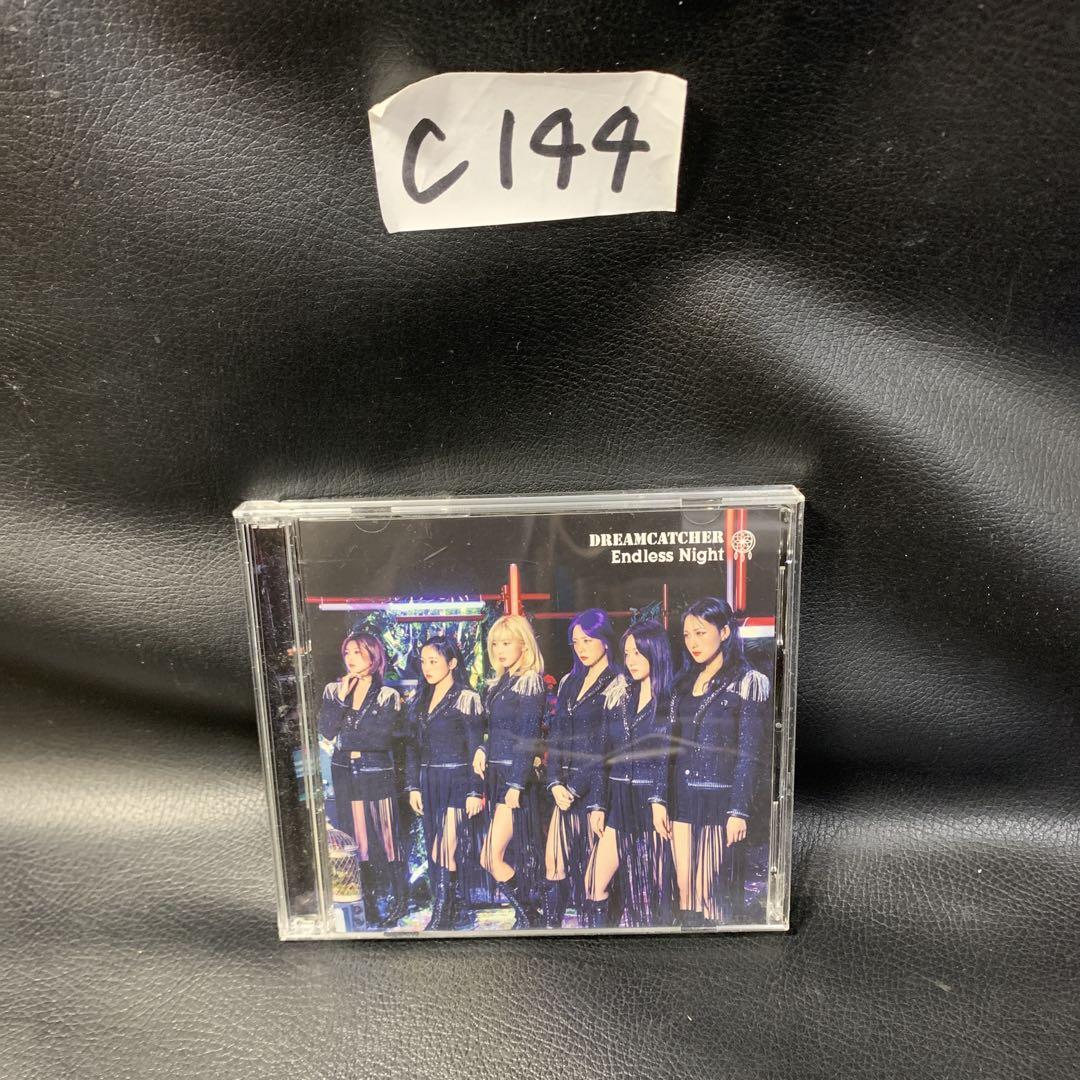 C144
DREAMCATCHER
Endless Night